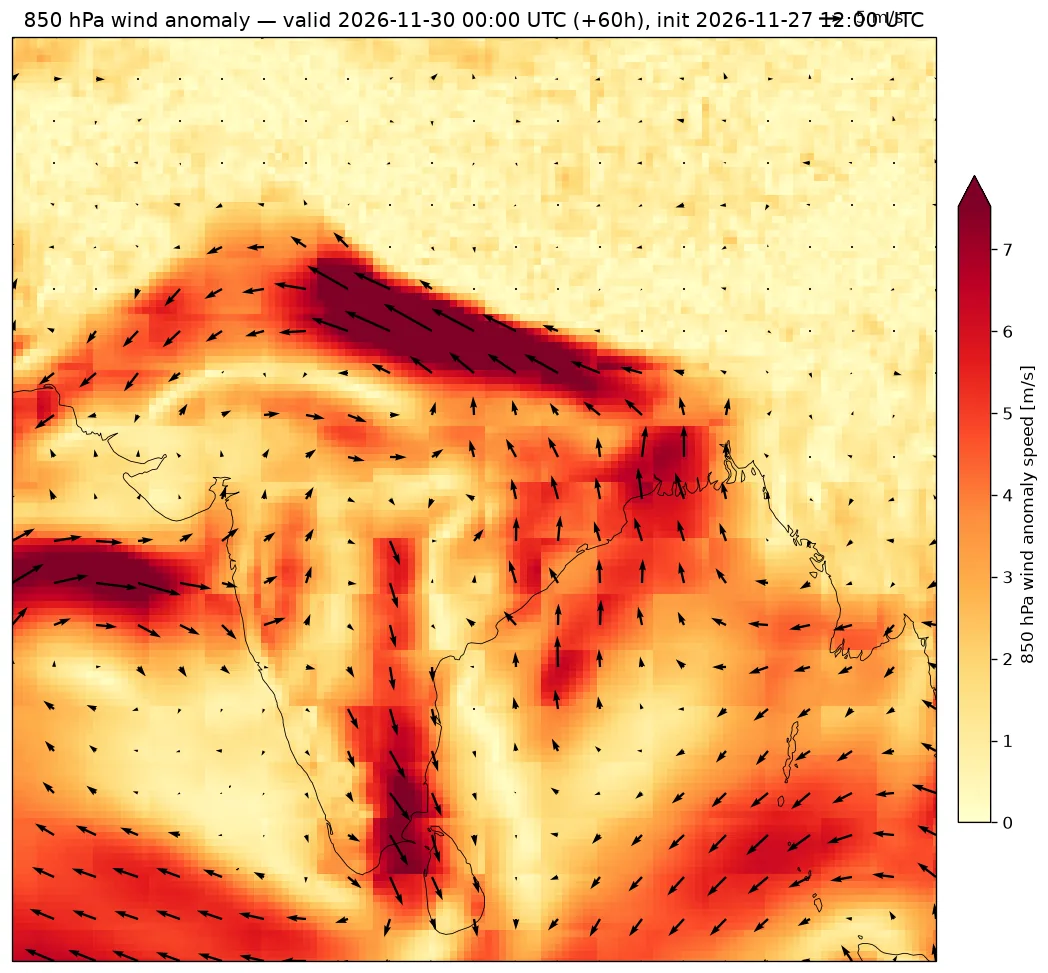 850 hPa wind anomaly — valid 2026-11-30 00:00 UTC (+60h), init 2026-11-27 12:00 UTC
5 m/s
7
6
5
4
3
2
1
0
850 hPa wind anomaly speed [m/s]